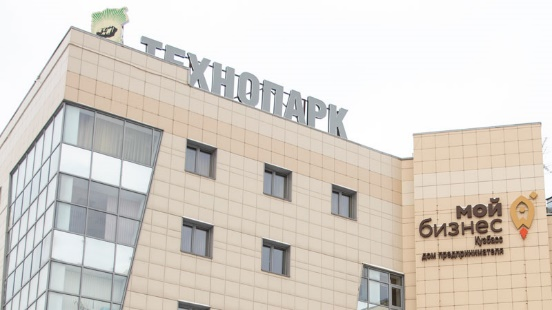 ТЕХНОПАРК
мой
бизнес
Кузбасс
дом предпринимателя